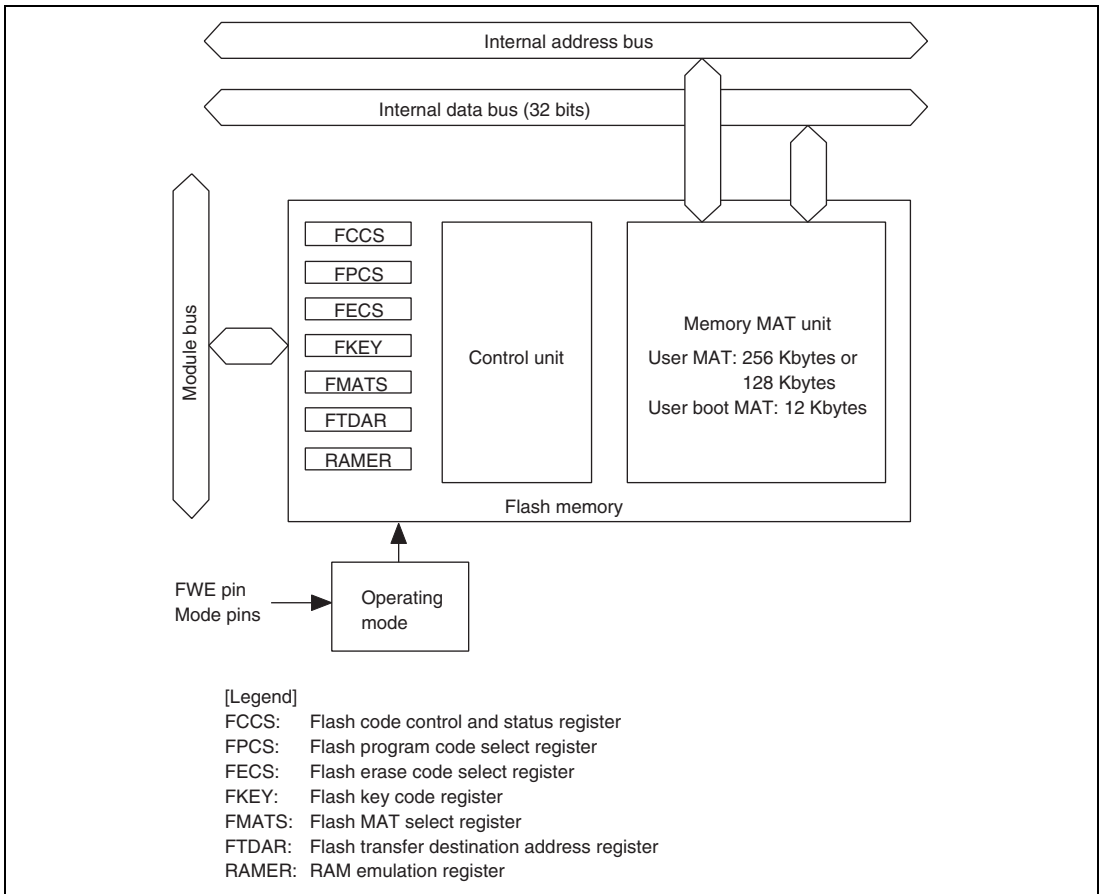 Internal address bus
Internal data bus (32 bits)
Module bus
FCCS
FPCS
FECS
FKEY
FMATS
FTDAR
RAMER
Control unit
Memory MAT unit
User MAT: 256 Kbytes or
128 Kbytes
User boot MAT: 12 Kbytes
Flash memory
FWE pin
Mode pins
Operating
mode
[Legend]
FCCS: Flash code control and status register
FPCS: Flash program code select register
FECS: Flash erase code select register
FKEY: Flash key code register
FMATS: Flash MAT select register
FTDAR: Flash transfer destination address register
RAMER: RAM emulation register